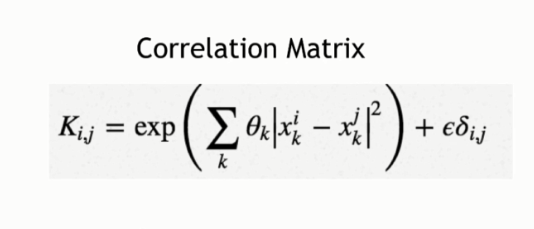 Correlation Matrix
K_{i,j} = exp(∑_k θ_k|x_k^i − x_k^j|^2) + ϵδ_{i,j}